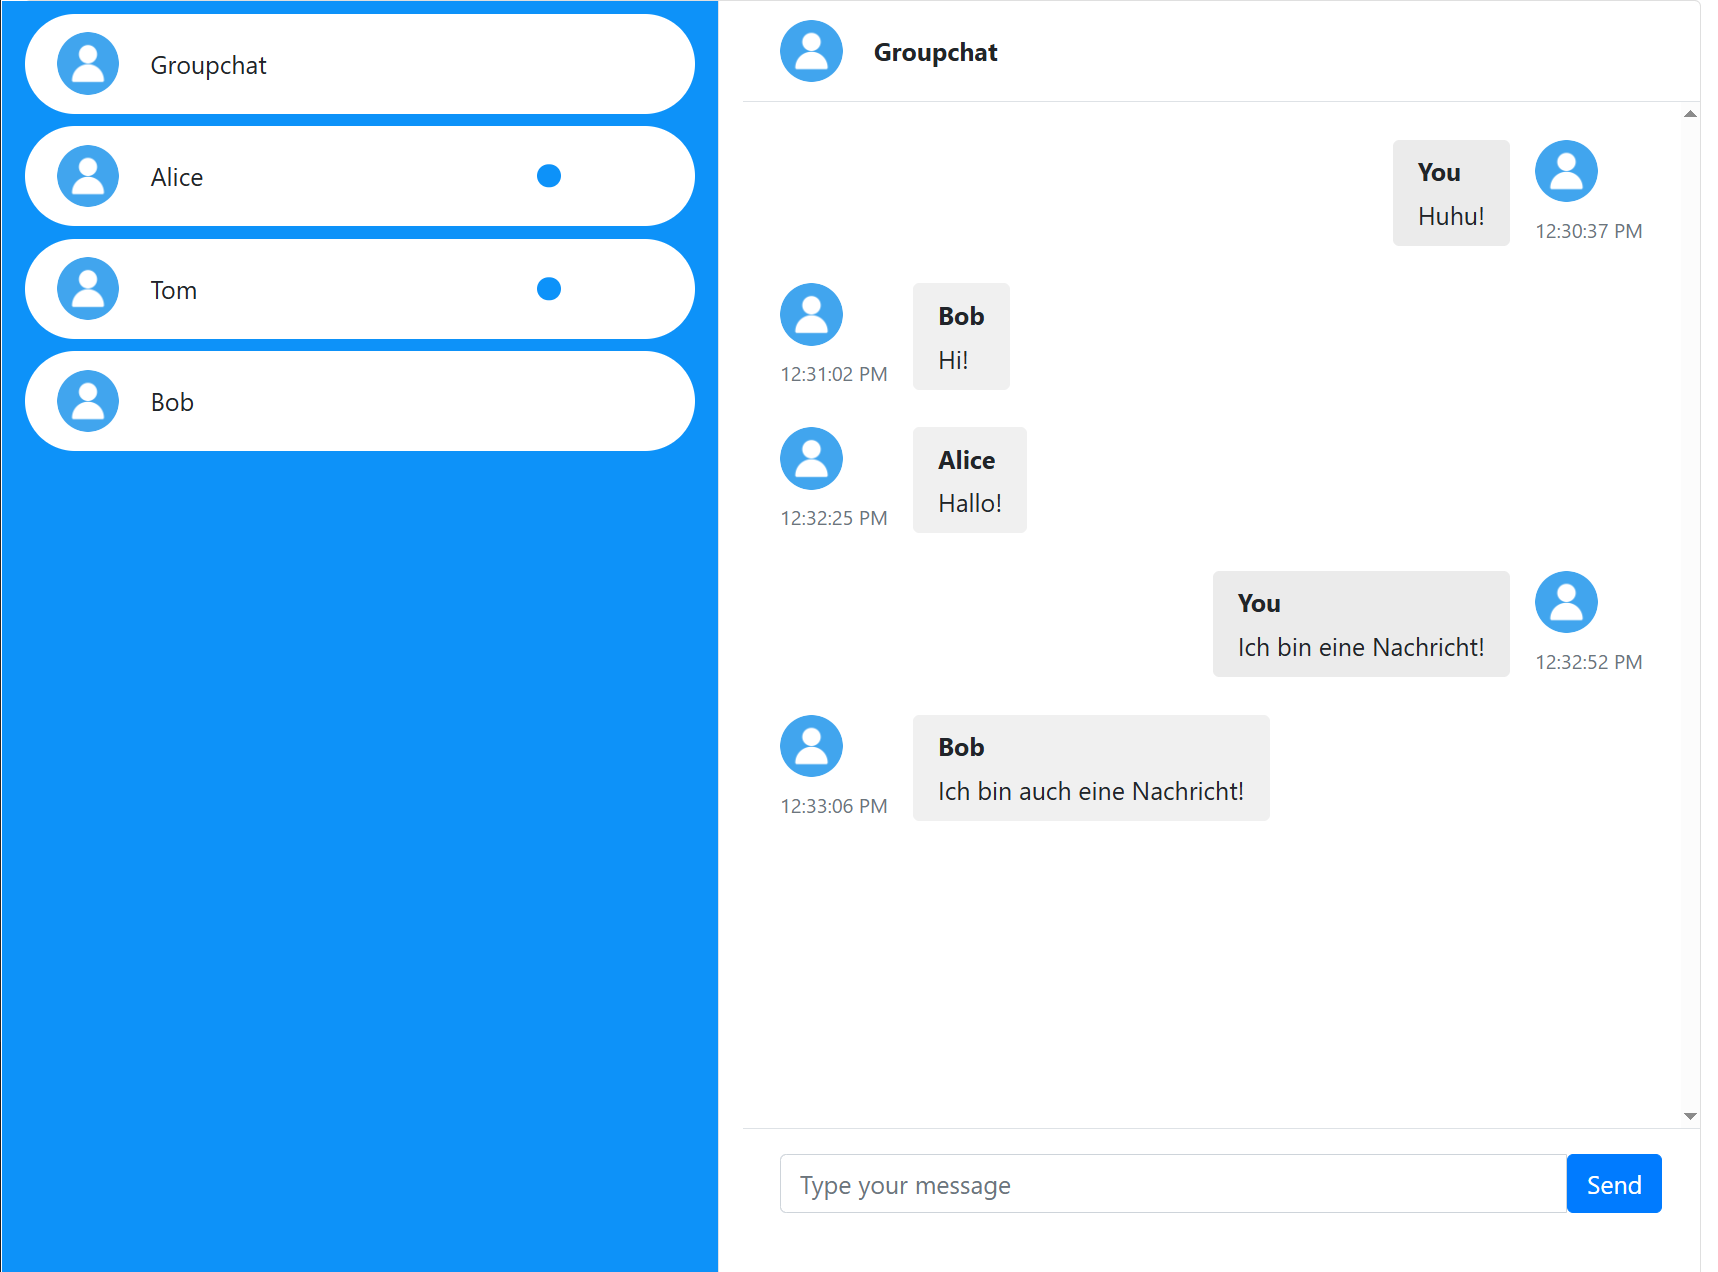 Groupchat
Alice
Tom
Bob
Groupchat
You
Huhu!
12:30:37 PM
Bob
Hi!
12:31:02 PM
Alice
Hallo!
12:32:25 PM
You
Ich bin eine Nachricht!
12:32:52 PM
Bob
Ich bin auch eine Nachricht!
12:33:06 PM
Type your message
Send